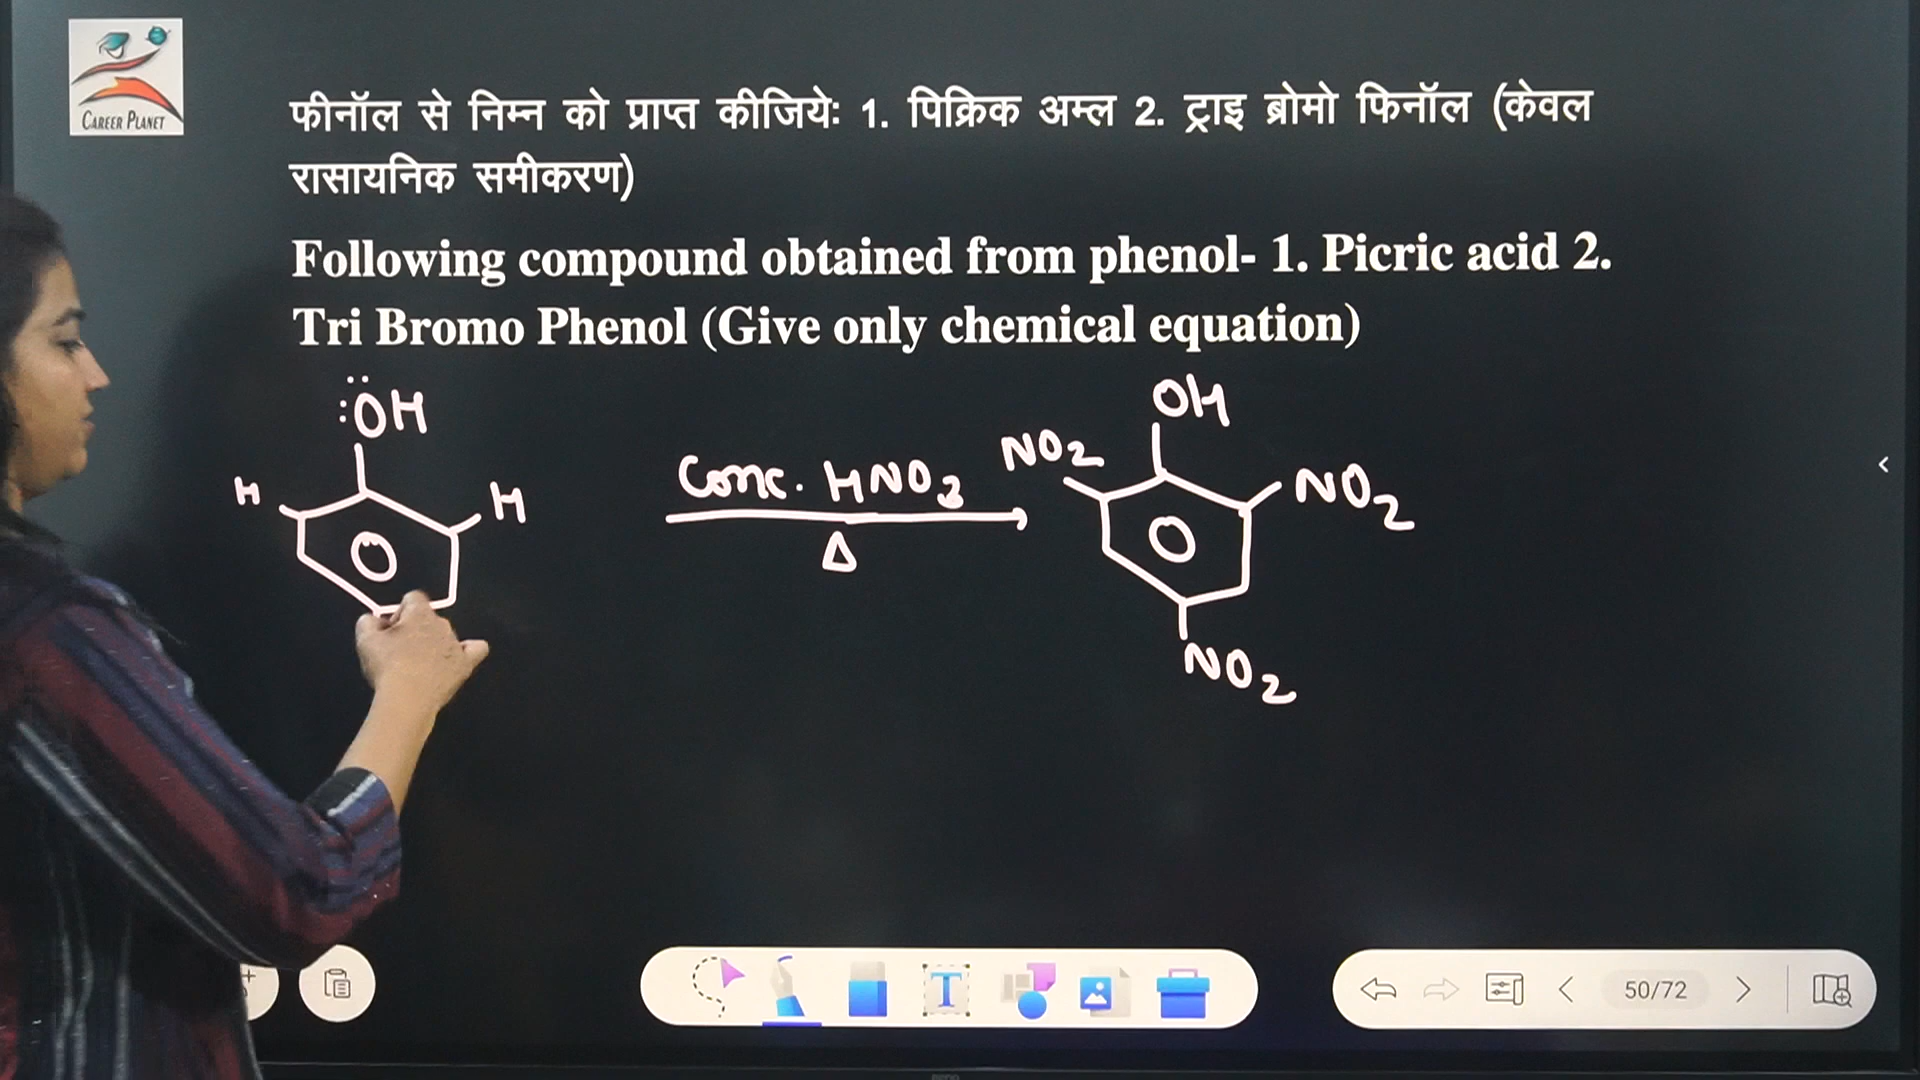 CAREER PLANET
फीनॉल से निम्न को प्राप्त कीजियेः 1. पिक्रिक अम्ल 2. ट्राइ ब्रोमो फिनॉल (केवल
रासायनिक समीकरण)
Following compound obtained from phenol- 1. Picric acid 2.
Tri Bromo Phenol (Give only chemical equation)
:ÖH
H
H
Conc. HNO3
Δ
OH
NO2
NO2
NO2
T
50/72